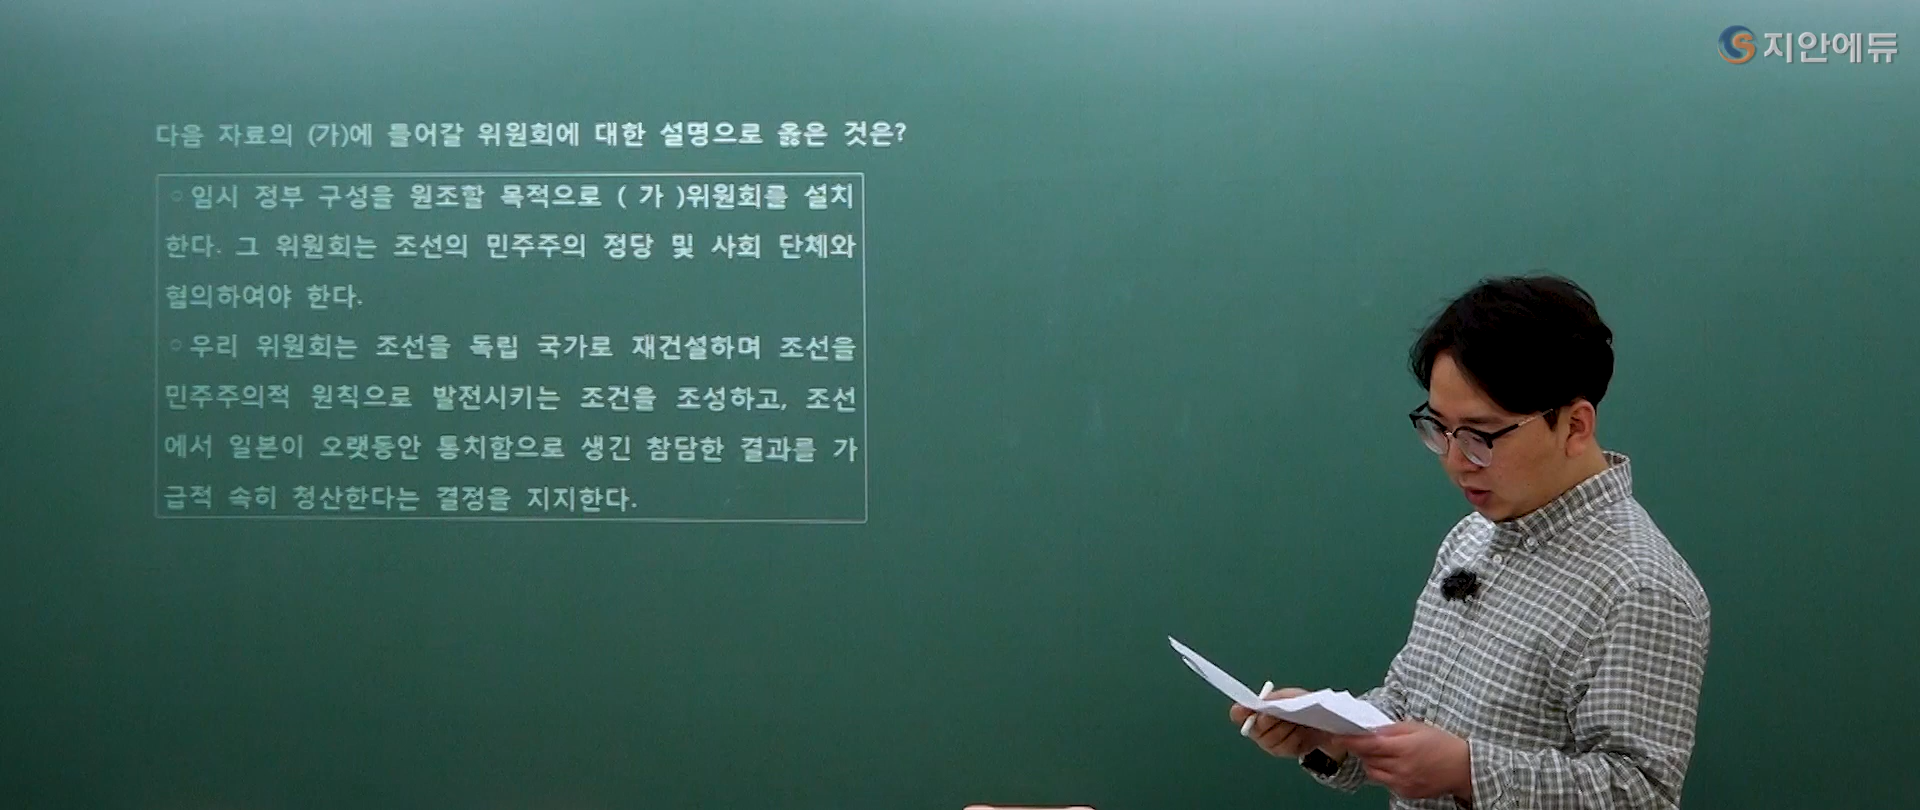 지안에듀
다음 자료의 (가)에 들어갈 위원회에 대한 설명으로 옳은 것은?
○임시 정부 구성을 원조할 목적으로 ( 가 )위원회를 설치
한다. 그 위원회는 조선의 민주주의 정당 및 사회 단체와
협의하여야 한다.
○우리 위원회는 조선을 독립 국가로 재건설하며 조선을
민주주의적 원칙으로 발전시키는 조건을 조성하고, 조선
에서 일본이 오랫동안 통치함으로 생긴 참담한 결과를 가
급적 속히 청산한다는 결정을 지지한다.